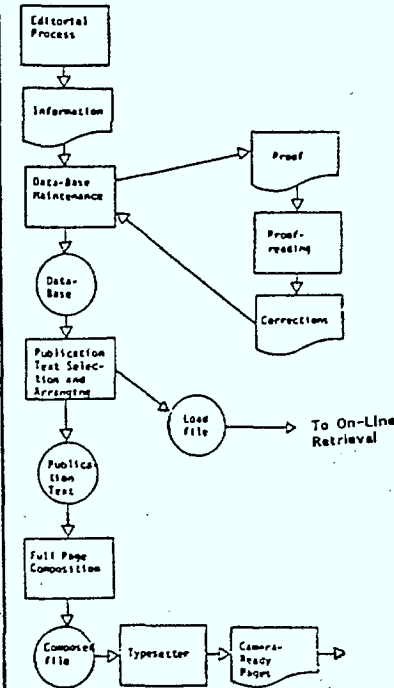 Editorial
Process
Information
Data-Base
Maintenance
Proof
Proof-
reading
Corrections
Data-
Base
Publication
Text Selec-
tion and
Arranging
Load
File
To On-Line
Retrieval
Publica-
tion
Text
Full Page
Composition
Composed
File
Typesetter
Camera-
Ready
Pages